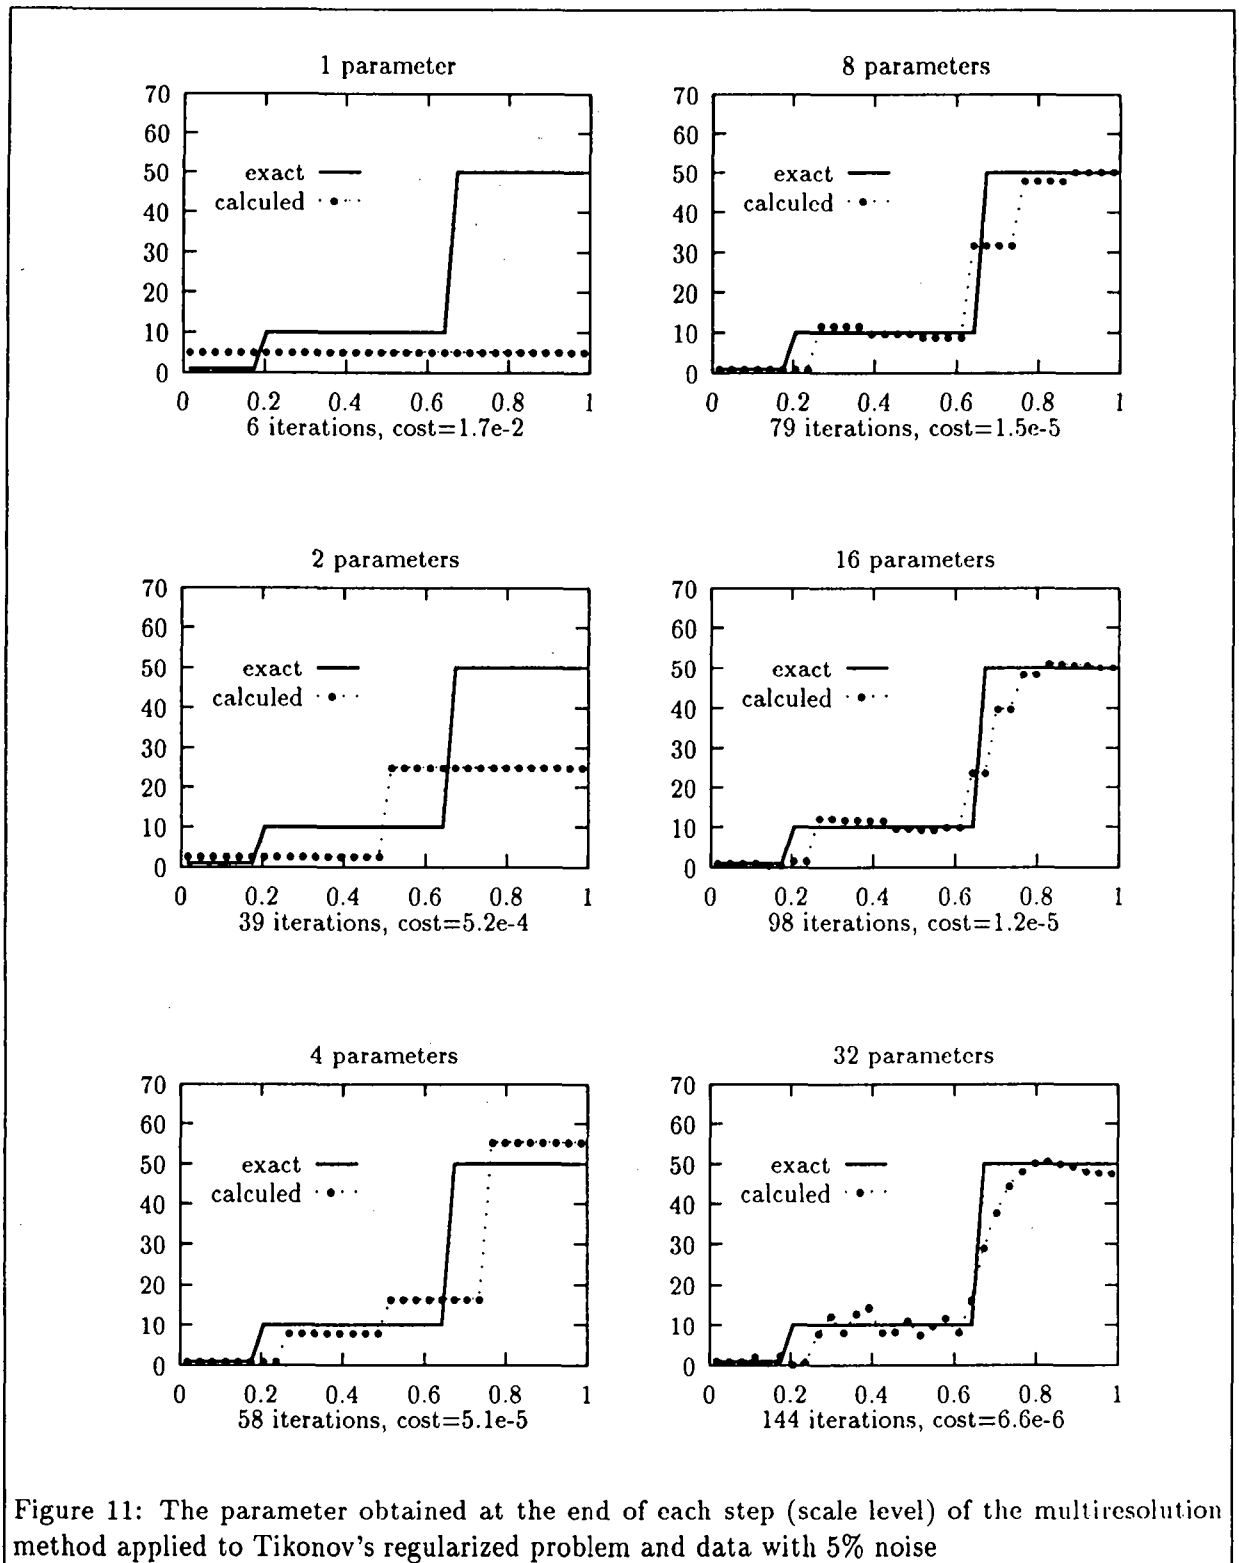 1 parameter
70
60
50
40
30
20
10
0
exact
calculed
0 0.2 0.4 0.6 0.8 1
6 iterations, cost=1.7e-2
8 parameters
70
60
50
40
30
20
10
0
exact
calculed
0 0.2 0.4 0.6 0.8 1
79 iterations, cost=1.5e-5
2 parameters
70
60
50
40
30
20
10
0
exact
calculed
0 0.2 0.4 0.6 0.8 1
39 iterations, cost=5.2e-4
16 parameters
70
60
50
40
30
20
10
0
exact
calculed
0 0.2 0.4 0.6 0.8 1
98 iterations, cost=1.2e-5
4 parameters
70
60
50
40
30
20
10
0
exact
calculed
0 0.2 0.4 0.6 0.8 1
58 iterations, cost=5.1e-5
32 parameters
70
60
50
40
30
20
10
0
exact
calculed
0 0.2 0.4 0.6 0.8 1
144 iterations, cost=6.6e-6
Figure 11: The parameter obtained at the end of each step (scale level) of the multiresolution
method applied to Tikonov's regularized problem and data with 5% noise